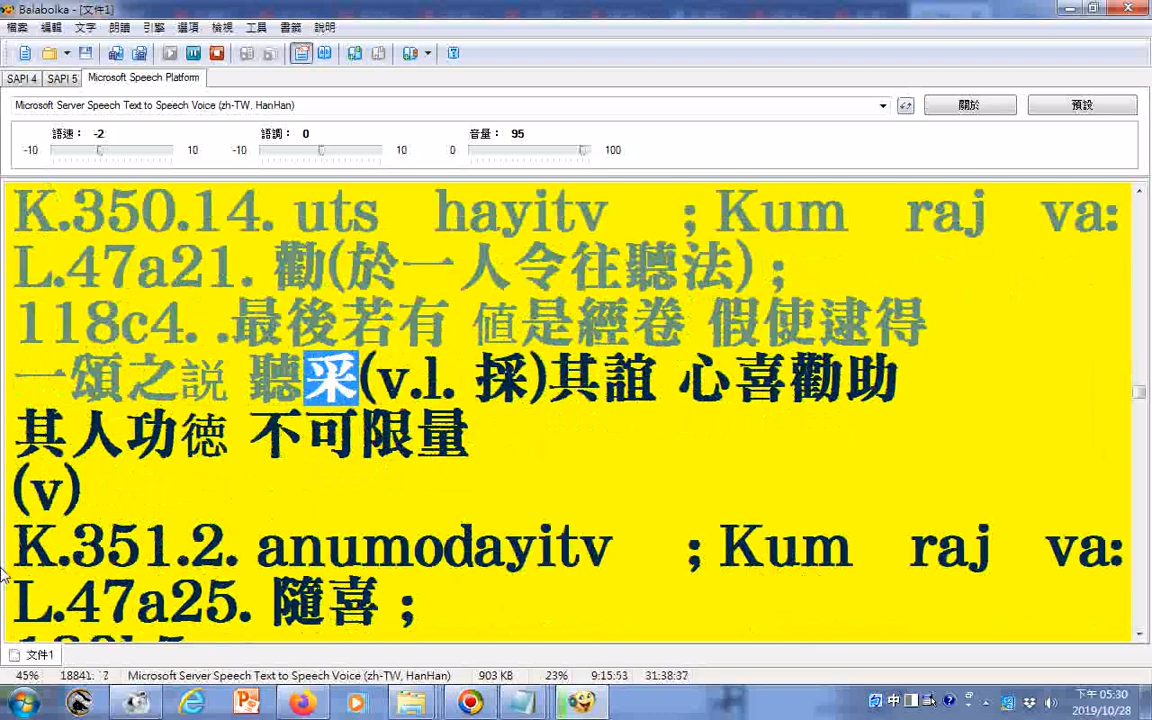 Balabolka - [文件1]
檔案 編輯 文字 朗讀 引擎 選項 檢視 工具 書籤 說明
SAPI 4 SAPI 5 Microsoft Speech Platform
Microsoft Server Speech Text to Speech Voice (zh-TW, HanHan) 關於 預設
語速： -2 語調： 0 音量： 95
-10 10 -10 10 0 100
K.350.14. uts hayitv ; Kum raj va:
L.47a21. 勸(於一人令往聽法) ;
118c4. .最後若有 値是經卷 假使逮得
一頌之説 聽采(v.l. 採)其誼 心喜勸助
其人功徳 不可限量
(v)
K.351.2. anumodayitv ; Kum raj va:
L.47a25. 隨喜 ;
文件1
45% Microsoft Server Speech Text to Speech Voice (zh-TW, HanHan) 903 KB 23% 9:15:53 31:38:37
中 下午 05:30
2019/10/28